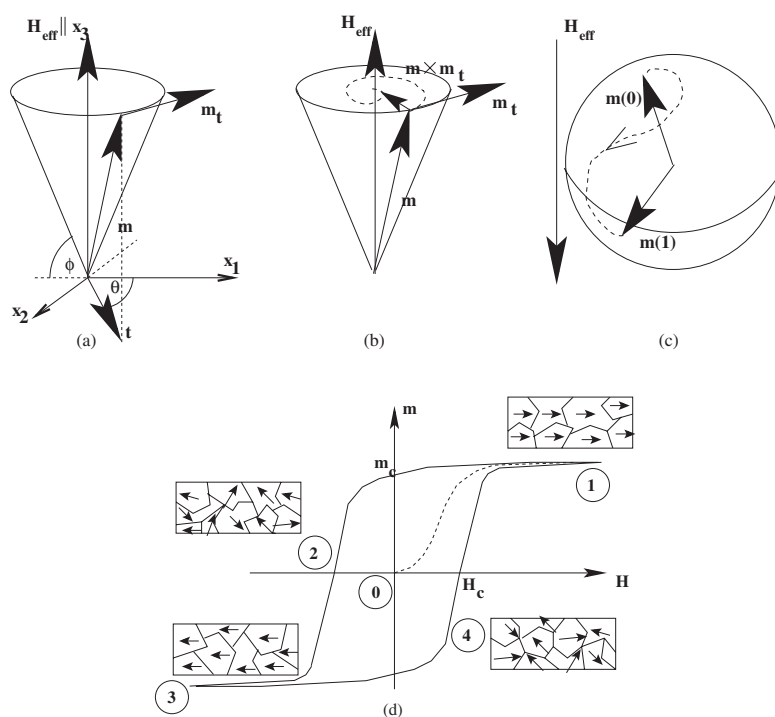 H_eff ∥ x_3
m_t
m
ϕ
θ
x_1
x_2
t
(a)
H_eff
m × m_t
m_t
m
(b)
H_eff
m(0)
m(1)
(c)
m
m_c
1
2
0
H_c
H
4
3
(d)